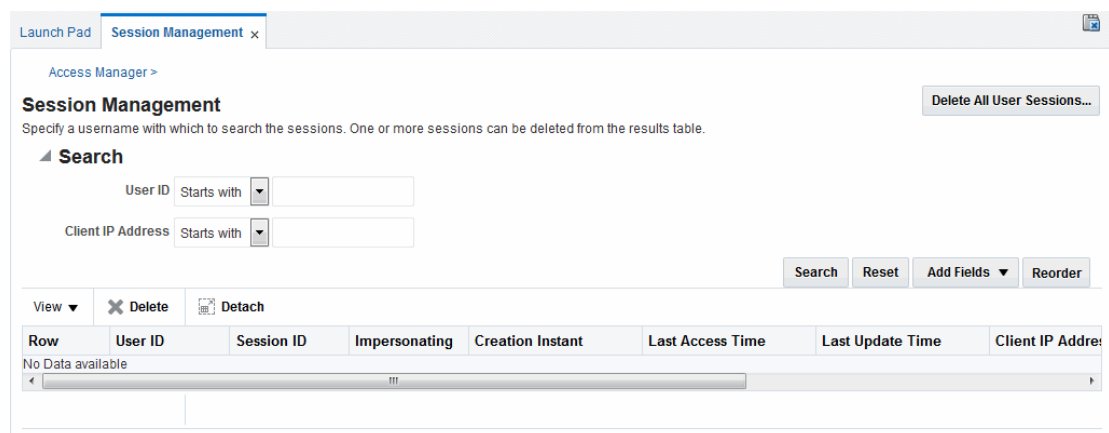 Launch Pad Session Management x
Access Manager >
Session Management Delete All User Sessions...
Specify a username with which to search the sessions. One or more sessions can be deleted from the results table.
Search
User ID Starts with
Client IP Address Starts with
Search Reset Add Fields Reorder
View Delete Detach
Row User ID Session ID Impersonating Creation Instant Last Access Time Last Update Time Client IP Addres
No Data available